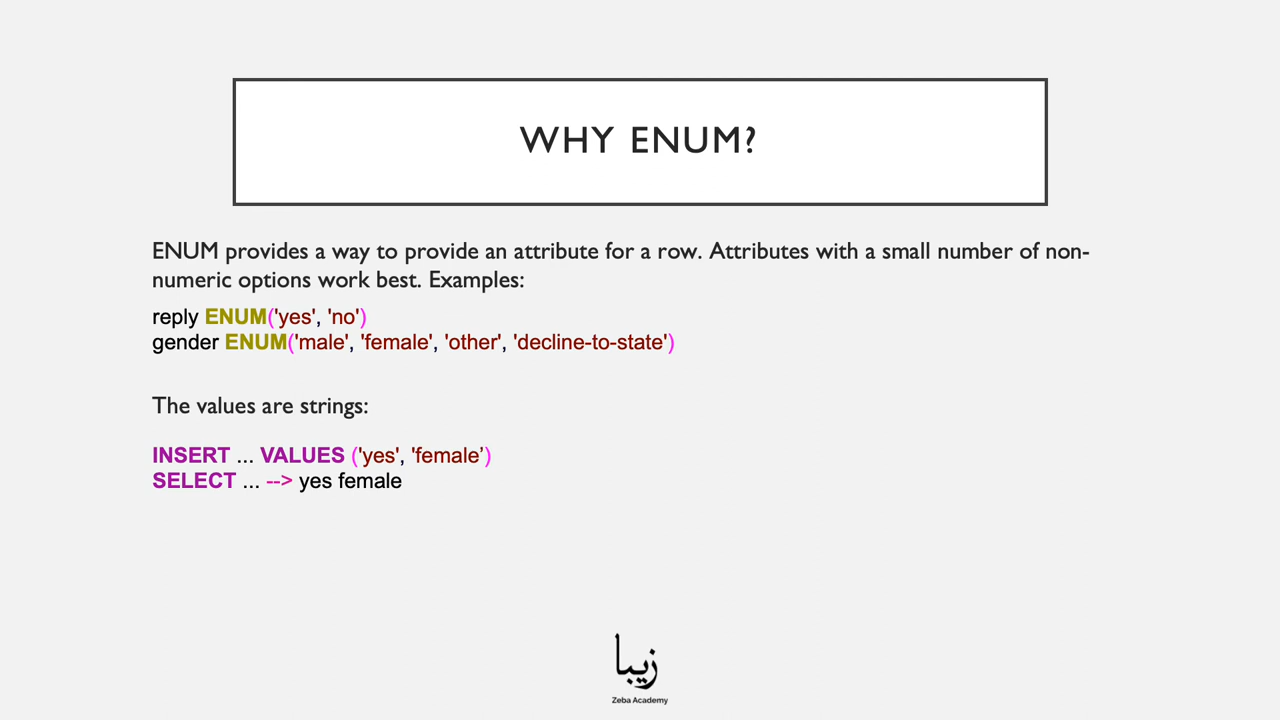 WHY ENUM?
ENUM provides a way to provide an attribute for a row. Attributes with a small number of non-
numeric options work best. Examples:
reply ENUM('yes', 'no')
gender ENUM('male', 'female', 'other', 'decline-to-state')
The values are strings:
INSERT ... VALUES ('yes', 'female’)
SELECT ... --> yes female
زيبا
Zeba Academy